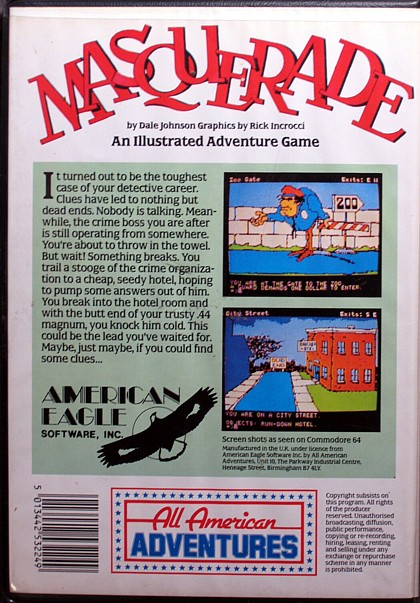 MASQUERADE
by Dale Johnson Graphics by Rick Incrocci
An Illustrated Adventure Game
It turned out to be the toughest
case of your detective career.
Clues have led to nothing but
dead ends. Nobody is talking. Mean-
while, the crime boss you are after
is still operating from somewhere.
You're about to throw in the towel.
But wait! Something breaks. You
trail a stooge of the crime organiza-
tion to a cheap, seedy hotel, hoping
to pump some answers out of him.
You break into the hotel room and
with the butt end of your trusty .44
magnum, you knock him cold. This
could be the lead you've waited for.
Maybe, just maybe, if you could find
some clues...
Zoo Gate Exits: E W
ZOO
YOU ARE AT THE GATE TO THE ZOO.
DEMANDS ONE DOLLAR TO ENTER.
City Street Exits: S E
YOU ARE ON A CITY STREET.
OBJECTS: RUN-DOWN HOTEL.
AMERICAN
EAGLE
SOFTWARE, INC.
Screen shots as seen on Commodore 64
Manufactured in the U.K. under licence from
American Eagle Software Inc. by All American
Adventures, Unit 10, The Parkway Industrial Centre,
Heneage Street, Birmingham B7 4LY.
5 013442 532249
All American
ADVENTURES
Copyright subsists on
this program. All rights
of the producer
reserved. Unauthorised
broadcasting, diffusion,
public performance,
copying or re-recording,
hiring, leasing, renting
and selling under any
exchange or repurchase
scheme in any manner
is prohibited.